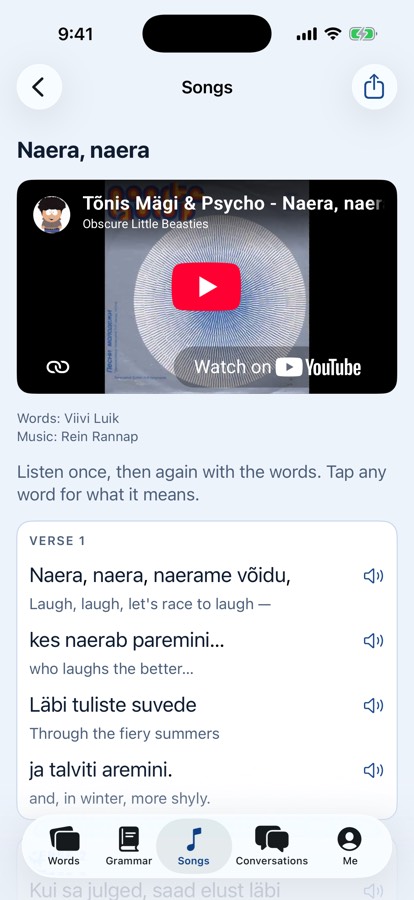 9:41
Songs
Naera, naera
Tõnis Mägi & Psycho - Naera, naer
Obscure Little Beasties
Watch on YouTube
Words: Viivi Luik
Music: Rein Rannap
Listen once, then again with the words. Tap any
word for what it means.
VERSE 1
Naera, naera, naerame võidu,
Laugh, laugh, let's race to laugh —
kes naerab paremini...
who laughs the better...
Läbi tuliste suvede
Through the fiery summers
ja talviti aremini.
and, in winter, more shyly.
Words
Grammar
Songs
Conversations
Me
Kui sa julged, saad elust läbi